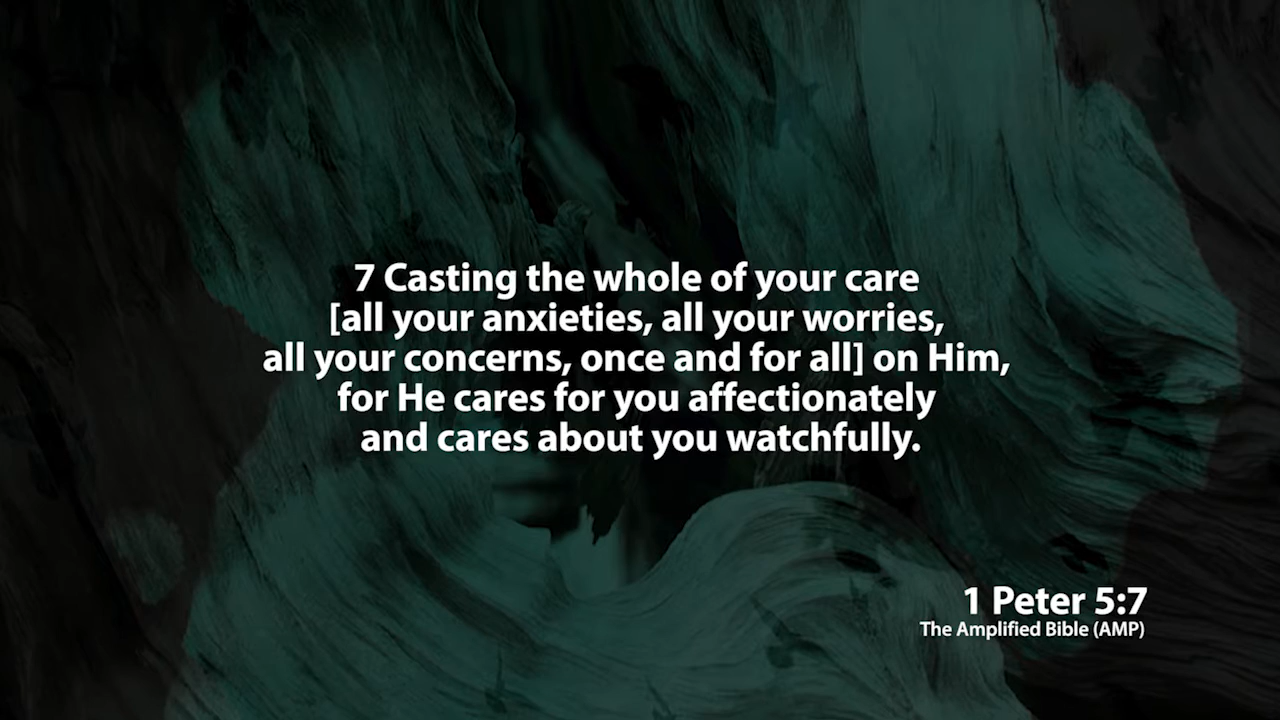 7 Casting the whole of your care
[all your anxieties, all your worries,
all your concerns, once and for all] on Him,
for He cares for you affectionately
and cares about you watchfully.
1 Peter 5:7
The Amplified Bible (AMP)